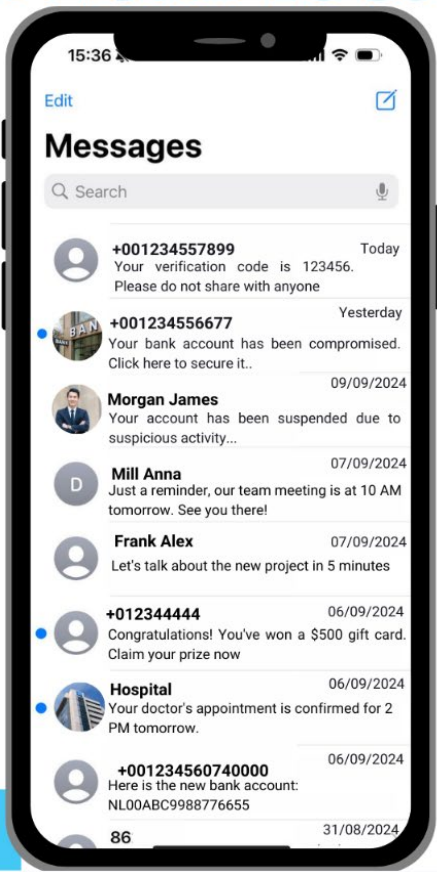 15:36
Edit
Messages
Search
+001234557899 Today
Your verification code is 123456.
Please do not share with anyone
BAN
BANK
+001234556677 Yesterday
Your bank account has been compromised.
Click here to secure it..
09/09/2024
Morgan James
Your account has been suspended due to
suspicious activity...
D
Mill Anna 07/09/2024
Just a reminder, our team meeting is at 10 AM
tomorrow. See you there!
Frank Alex 07/09/2024
Let's talk about the new project in 5 minutes
+012344444 06/09/2024
Congratulations! You've won a $500 gift card.
Claim your prize now
Hospital 06/09/2024
Your doctor's appointment is confirmed for 2
PM tomorrow.
+001234560740000 06/09/2024
Here is the new bank account:
NL00ABC9988776655
86 31/08/2024